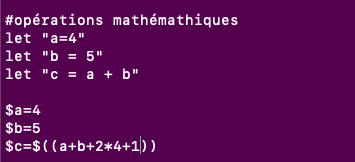 #opérations mathémathiques
let "a=4"
let "b = 5"
let "c = a + b"
$a=4
$b=5
$c=$((a+b+2*4+1))